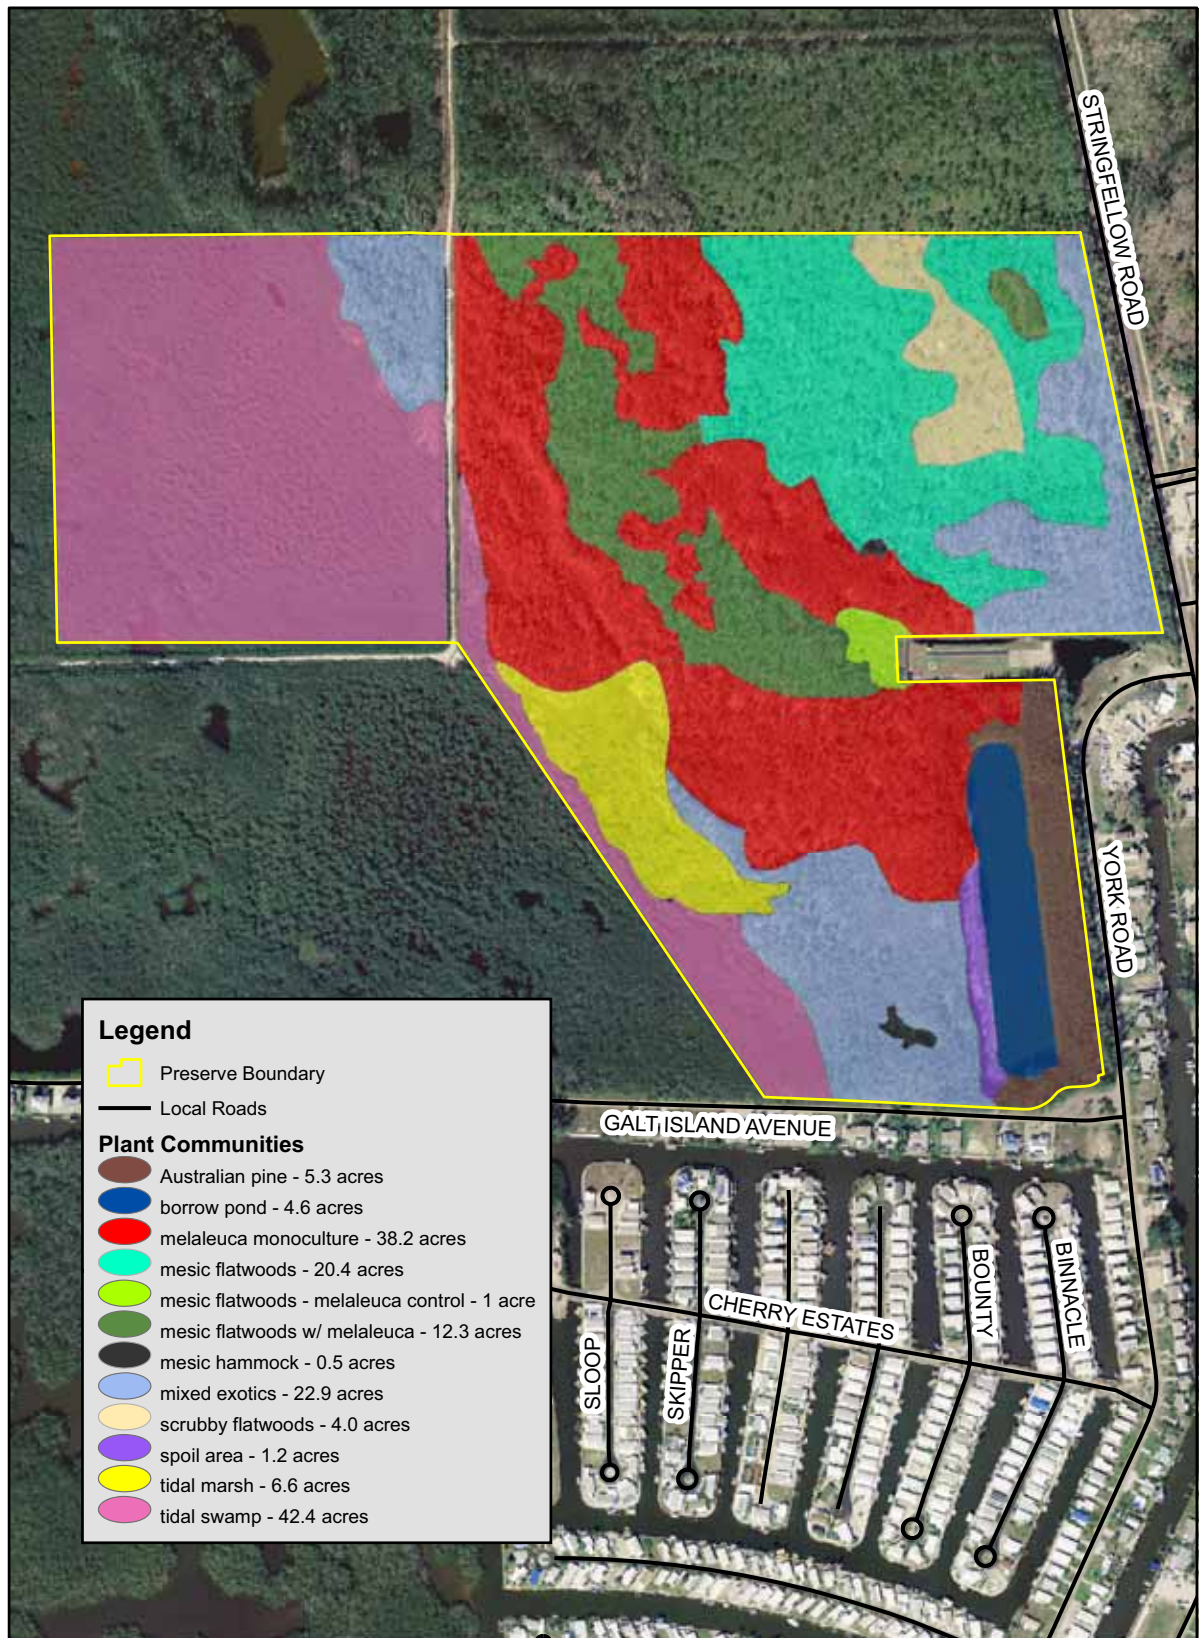 STRINGFELLOW ROAD
YORK ROAD
Legend
Preserve Boundary
Local Roads
Plant Communities
Australian pine - 5.3 acres
borrow pond - 4.6 acres
melaleuca monoculture - 38.2 acres
mesic flatwoods - 20.4 acres
mesic flatwoods - melaleuca control - 1 acre
mesic flatwoods w/ melaleuca - 12.3 acres
mesic hammock - 0.5 acres
mixed exotics - 22.9 acres
scrubby flatwoods - 4.0 acres
spoil area - 1.2 acres
tidal marsh - 6.6 acres
tidal swamp - 42.4 acres
GALT ISLAND AVENUE
CHERRY ESTATES
SLOOP
SKIPPER
BOUNTY
BINNACLE